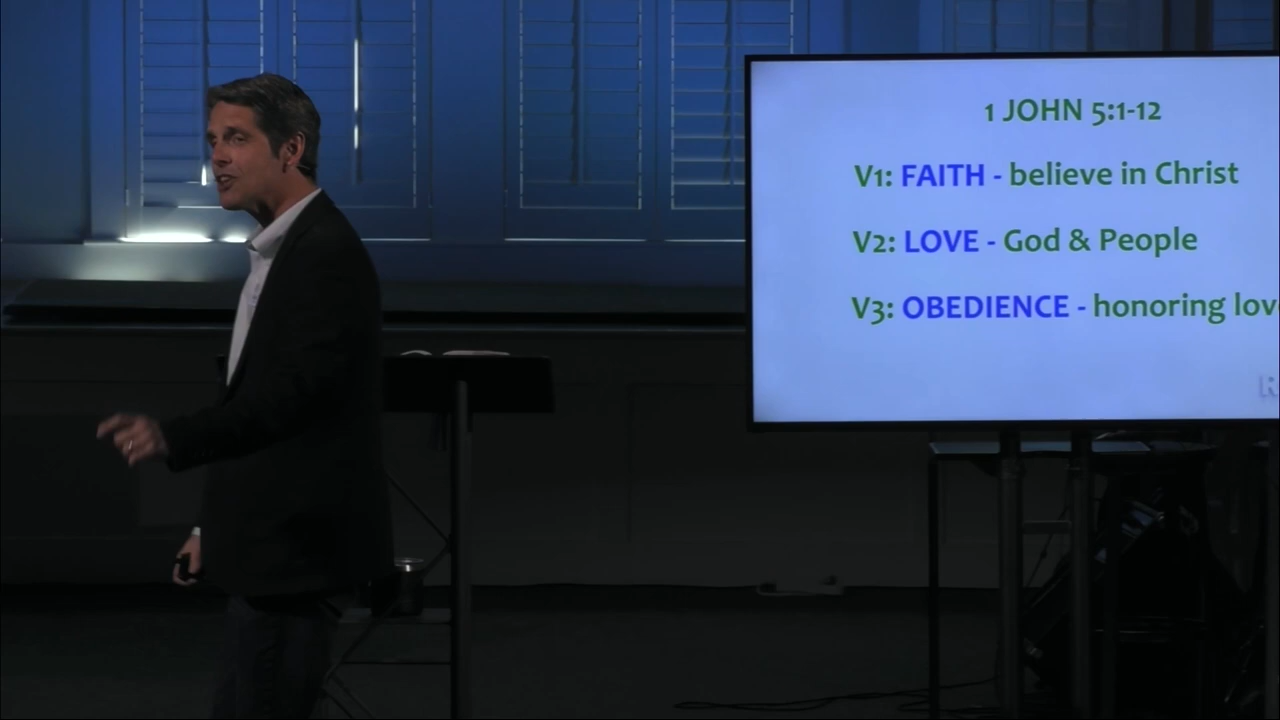 1 JOHN 5:1-12
V1: FAITH - believe in Christ
V2: LOVE - God & People
V3: OBEDIENCE - honoring lov
R